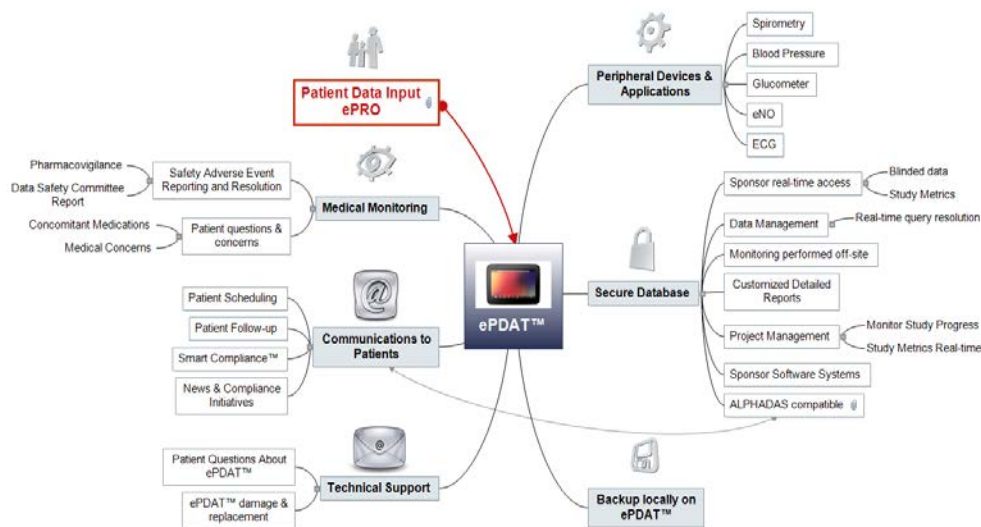 Patient Data Input
ePRO
Peripheral Devices &
Applications
Spirometry
Blood Pressure
Glucometer
eNO
ECG
Pharmacovigilance
Data Safety Committee
Report
Safety Adverse Event
Reporting and Resolution
Concomitant Medications
Medical Concerns
Patient questions &
concerns
Medical Monitoring
ePDAT™
Secure Database
Sponsor real-time access
Blinded data
Study Metrics
Data Management
Real-time query resolution
Monitoring performed off-site
Customized Detailed
Reports
Project Management
Monitor Study Progress
Study Metrics Real-time
Sponsor Software Systems
ALPHADAS compatible
Patient Scheduling
Patient Follow-up
Smart Compliance™
News & Compliance
Initiatives
@
Communications to
Patients
Patient Questions About
ePDAT™
ePDAT™ damage &
replacement
@
Technical Support
Backup locally on
ePDAT™